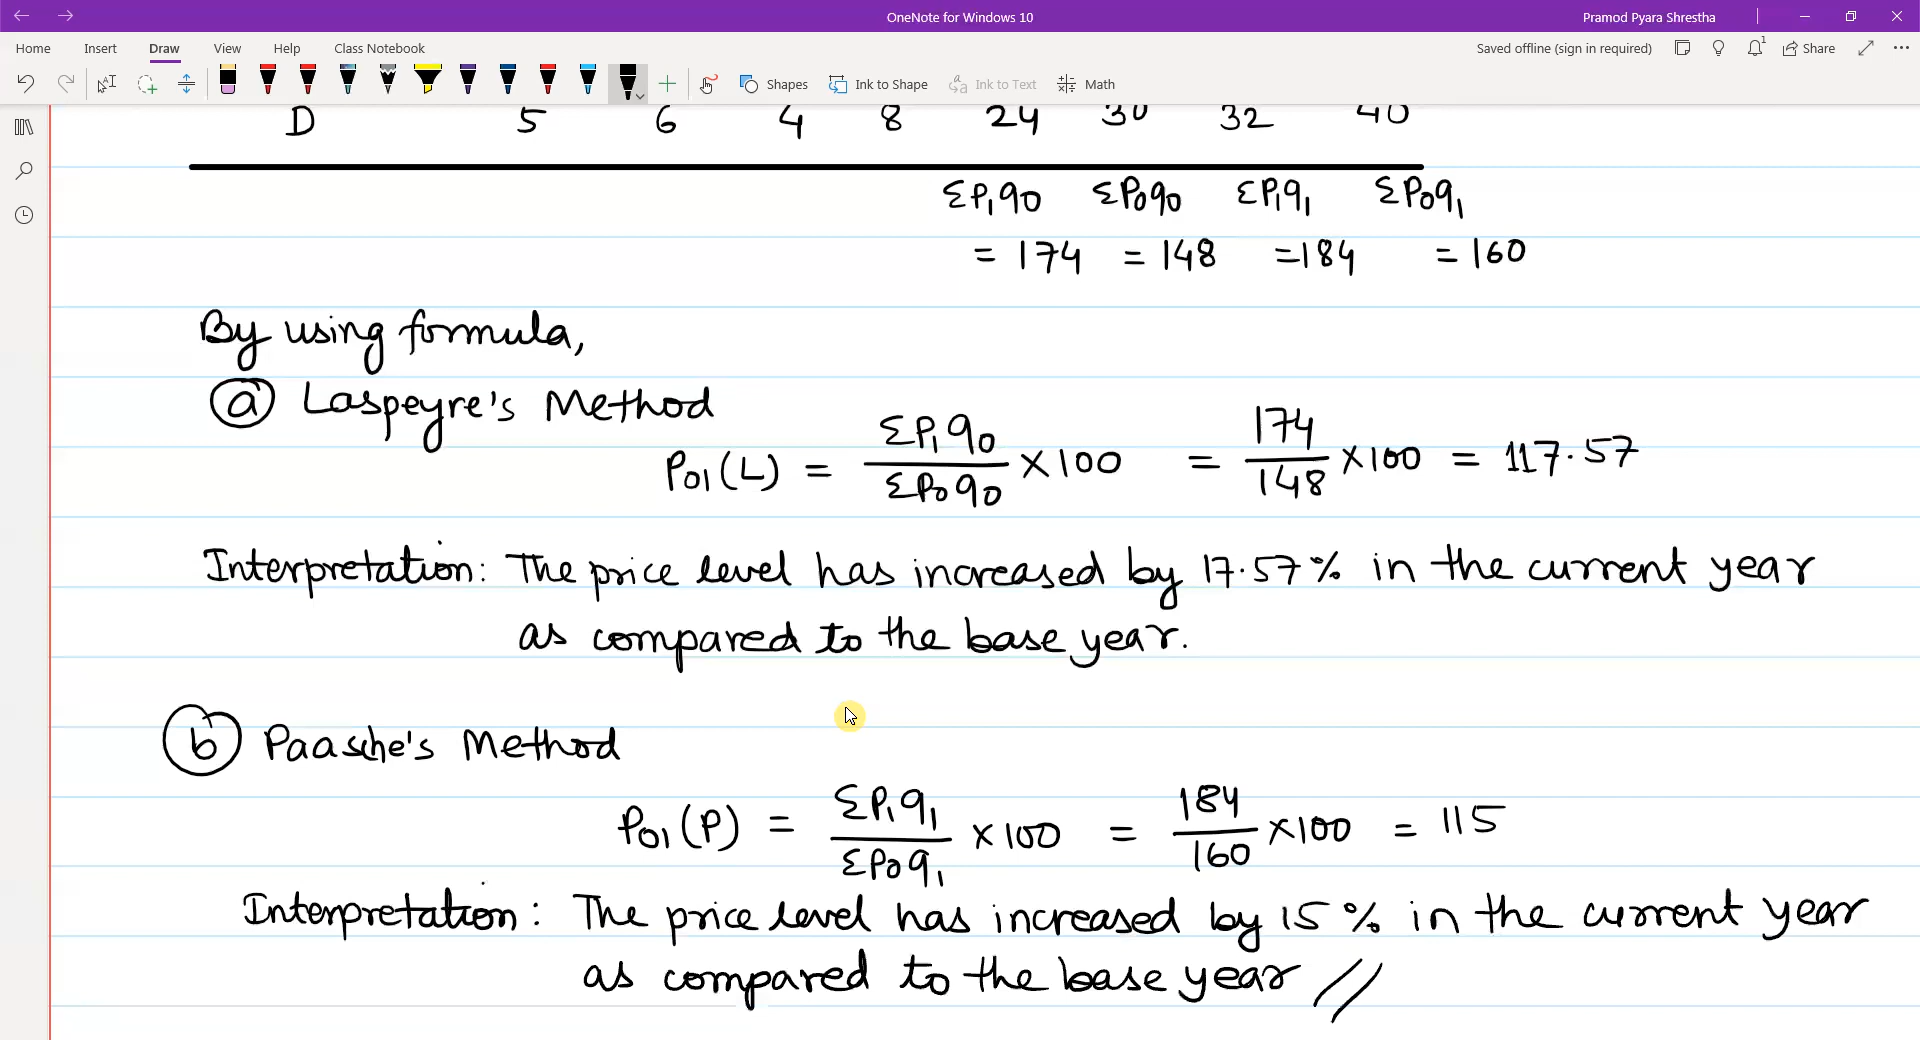 OneNote for Windows 10
Pramod Pyara Shrestha
Home Insert Draw View Help Class Notebook
Saved offline (sign in required)
1
Share
Shapes Ink to Shape Ink to Text Math
D 5 6 4 8 24 30 32 40
ΣP₁q₀ ΣP₀q₀ ΣP₁q₁ ΣP₀q₁
= 174 = 148 = 184 = 160
By using formula,
(a) Laspeyre's Method
P₀₁(L) = ΣP₁q₀ / ΣP₀q₀ × 100 = 174 / 148 × 100 = 117.57
Interpretation: The price level has increased by 17.57% in the current year
as compared to the base year.
(b) Paasche's Method
P₀₁(P) = ΣP₁q₁ / ΣP₀q₁ × 100 = 184 / 160 × 100 = 115
Interpretation: The price level has increased by 15% in the current year
as compared to the base year //